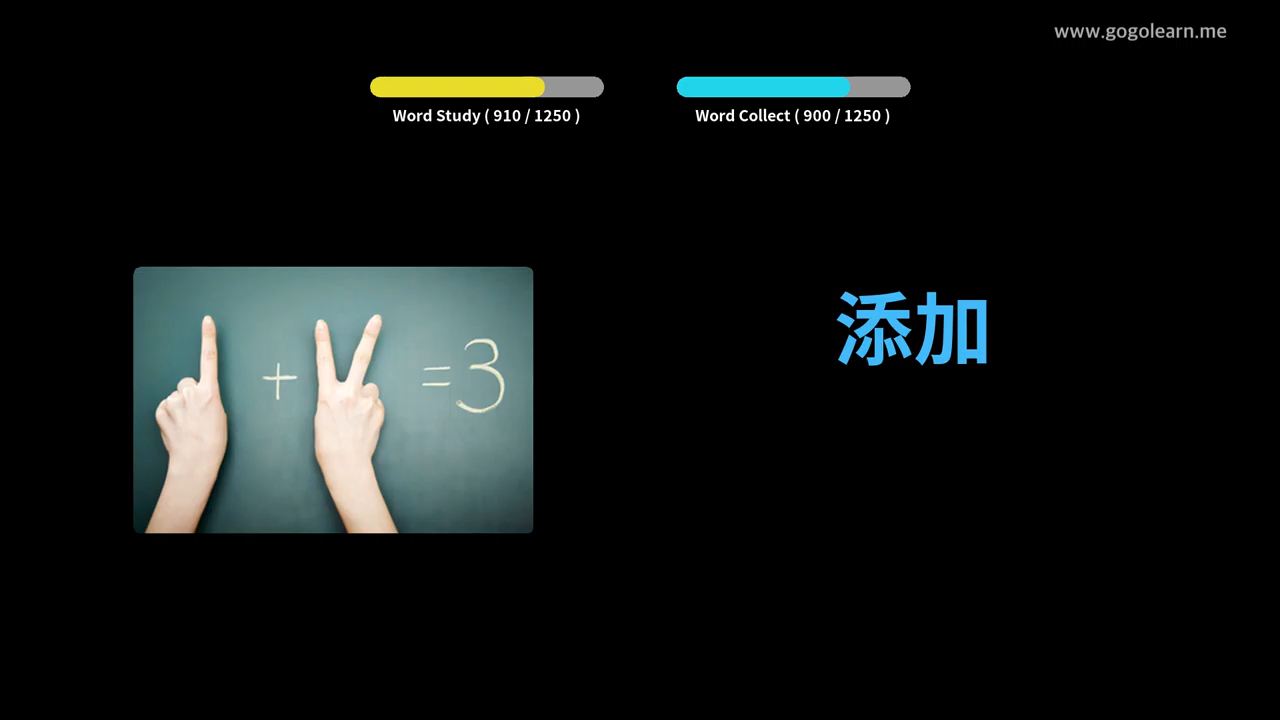 www.gogolearn.me
Word Study ( 910 / 1250 )
Word Collect ( 900 / 1250 )
+ =3
添加